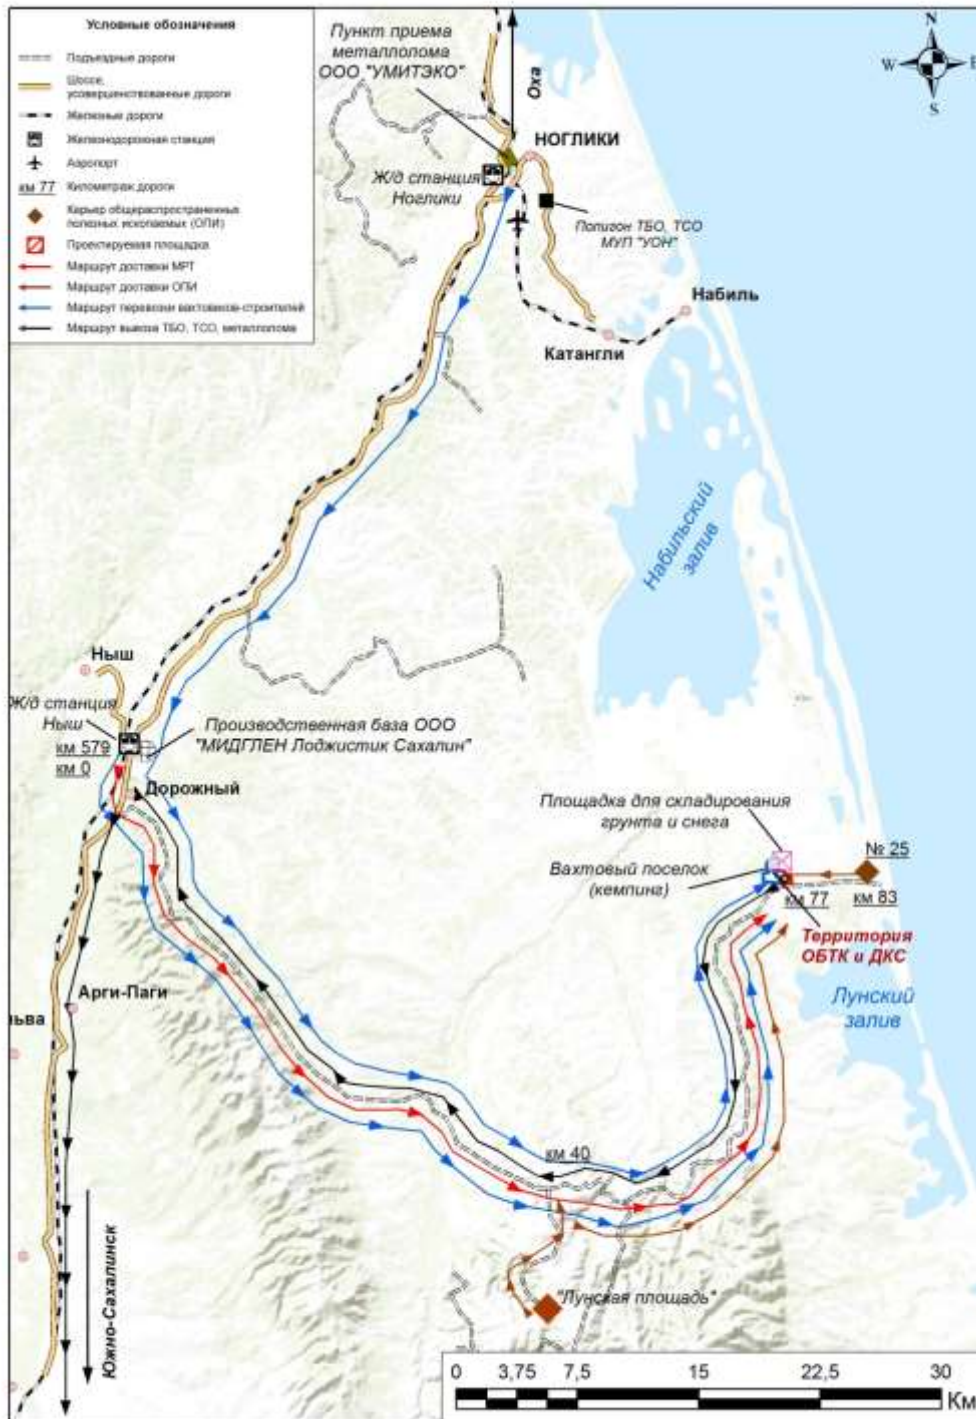 Условные обозначения
Подъездные дороги
Шоссе,
усовершенствованные дороги
Железные дороги
Железнодорожная станция
Аэропорт
км 77 Километраж дороги
Карьер общераспространенных
полезных ископаемых (ОПИ)
Проектируемая площадка
Маршрут доставки МРТ
Маршрут доставки ОПИ
Маршрут перевозки вахтовиков-строителей
Маршрут вывоза ТБО, ТСО, металлолома
Пункт приема
металлолома
ООО "УМИТЭКО"
Оха
N
W
E
S
НОГЛИКИ
Ж/д станция
Ноглики
Полигон ТБО, ТСО
МУП "УОН"
Набиль
Катангли
Набильский
залив
Ныш
Ж/д станция
Ныш
км 579
км 0
Производственная база ООО
"МИДГЛЕН Лоджистик Сахалин"
Дорожный
Площадка для складирования
грунта и снега
№ 25
Вахтовый поселок
(кемпинг)
км 77
км 83
Территория
ОБТК и ДКС
Арги-Паги
ьва
Лунский
залив
км 40
"Лунская площадь"
Южно-Сахалинск
0 3,75 7,5 15 22,5 30
Км